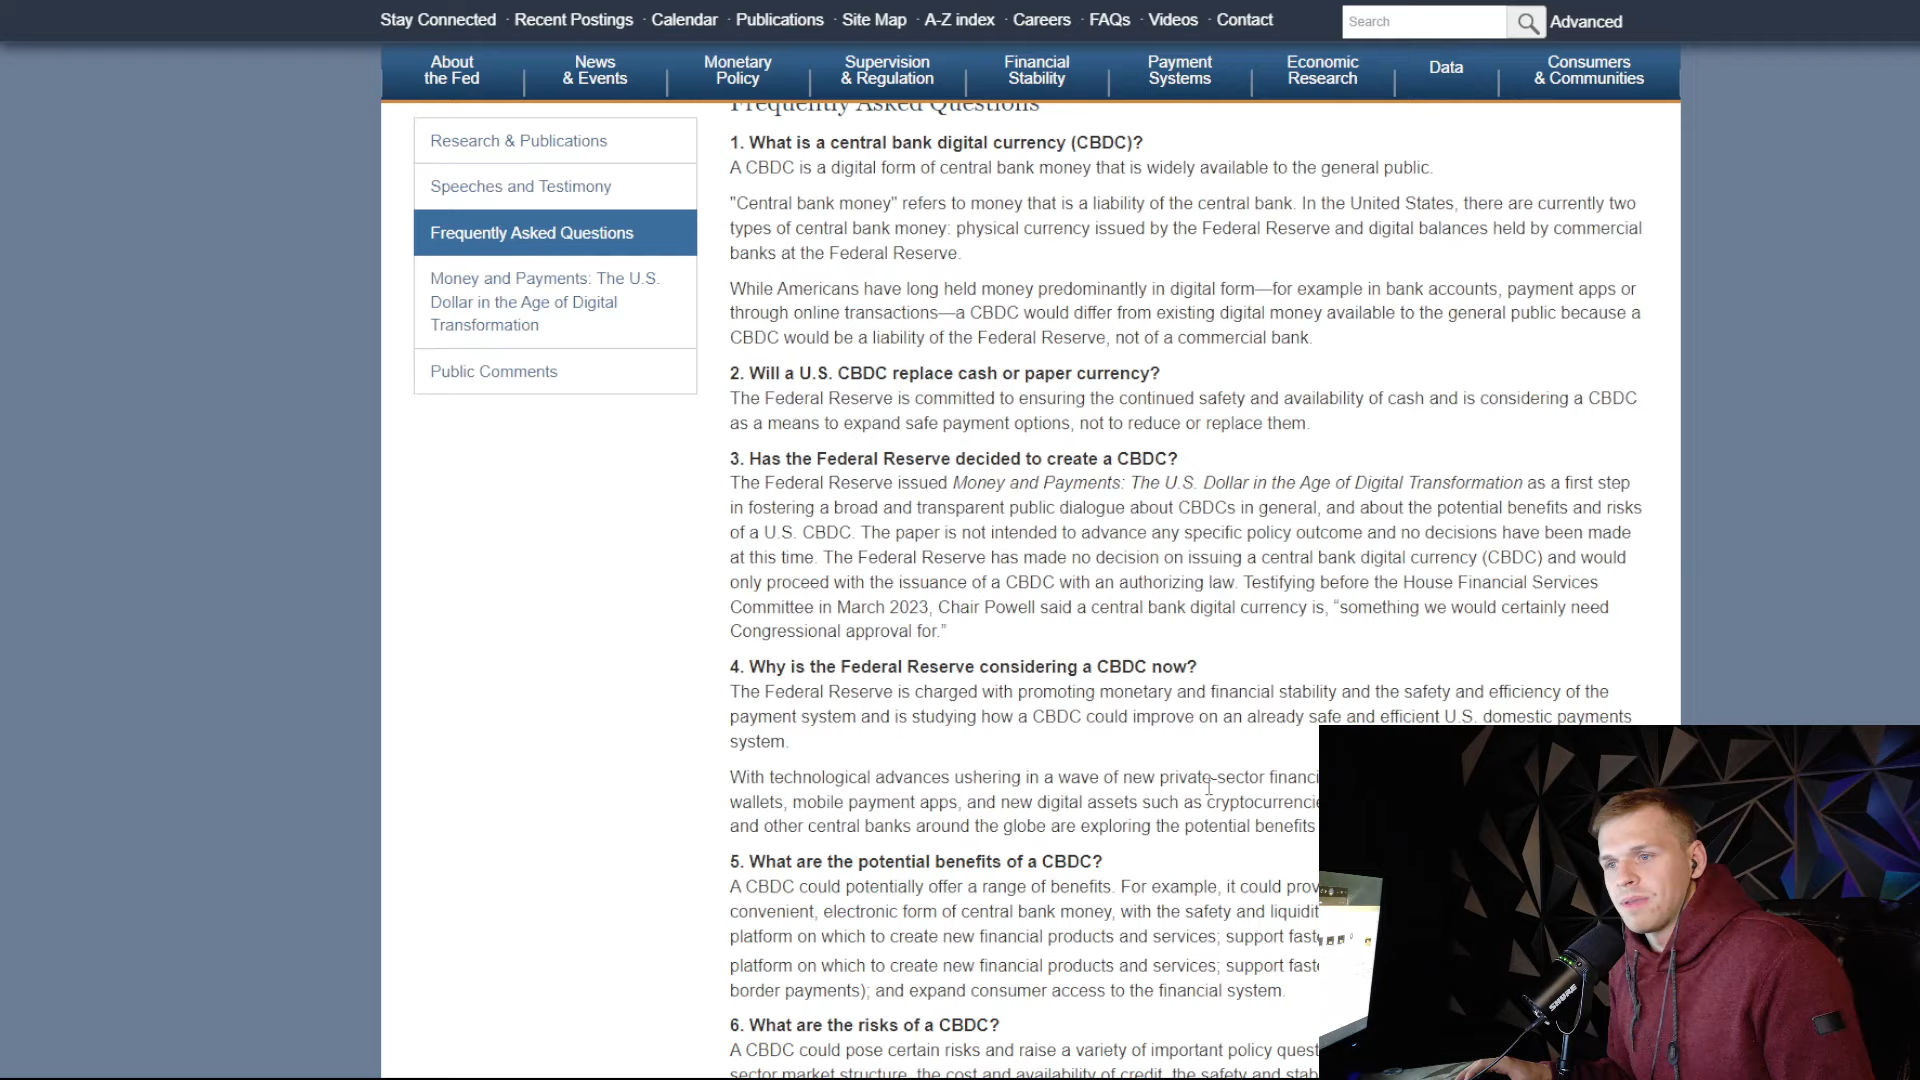 Stay Connected · Recent Postings · Calendar · Publications · Site Map · A-Z index · Careers · FAQs · Videos · Contact
Search
Advanced
About
the Fed
News
& Events
Monetary
Policy
Supervision
& Regulation
Financial
Stability
Payment
Systems
Economic
Research
Data
Consumers
& Communities
Research & Publications
Speeches and Testimony
Frequently Asked Questions
Money and Payments: The U.S.
Dollar in the Age of Digital
Transformation
Public Comments
Frequently Asked Questions
1. What is a central bank digital currency (CBDC)?
A CBDC is a digital form of central bank money that is widely available to the general public.
"Central bank money" refers to money that is a liability of the central bank. In the United States, there are currently two
types of central bank money: physical currency issued by the Federal Reserve and digital balances held by commercial
banks at the Federal Reserve.
While Americans have long held money predominantly in digital form—for example in bank accounts, payment apps or
through online transactions—a CBDC would differ from existing digital money available to the general public because a
CBDC would be a liability of the Federal Reserve, not of a commercial bank.
2. Will a U.S. CBDC replace cash or paper currency?
The Federal Reserve is committed to ensuring the continued safety and availability of cash and is considering a CBDC
as a means to expand safe payment options, not to reduce or replace them.
3. Has the Federal Reserve decided to create a CBDC?
The Federal Reserve issued Money and Payments: The U.S. Dollar in the Age of Digital Transformation as a first step
in fostering a broad and transparent public dialogue about CBDCs in general, and about the potential benefits and risks
of a U.S. CBDC. The paper is not intended to advance any specific policy outcome and no decisions have been made
at this time. The Federal Reserve has made no decision on issuing a central bank digital currency (CBDC) and would
only proceed with the issuance of a CBDC with an authorizing law. Testifying before the House Financial Services
Committee in March 2023, Chair Powell said a central bank digital currency is, “something we would certainly need
Congressional approval for.”
4. Why is the Federal Reserve considering a CBDC now?
The Federal Reserve is charged with promoting monetary and financial stability and the safety and efficiency of the
payment system and is studying how a CBDC could improve on an already safe and efficient U.S. domestic payments
system.
With technological advances ushering in a wave of new private-sector financi
wallets, mobile payment apps, and new digital assets such as cryptocurrencie
and other central banks around the globe are exploring the potential benefits
5. What are the potential benefits of a CBDC?
A CBDC could potentially offer a range of benefits. For example, it could prov
convenient, electronic form of central bank money, with the safety and liquidit
platform on which to create new financial products and services; support faste
platform on which to create new financial products and services; support faste
border payments); and expand consumer access to the financial system.
6. What are the risks of a CBDC?
A CBDC could pose certain risks and raise a variety of important policy quest
sector market structure, the cost and availability of credit, the safety and stab
SHURE